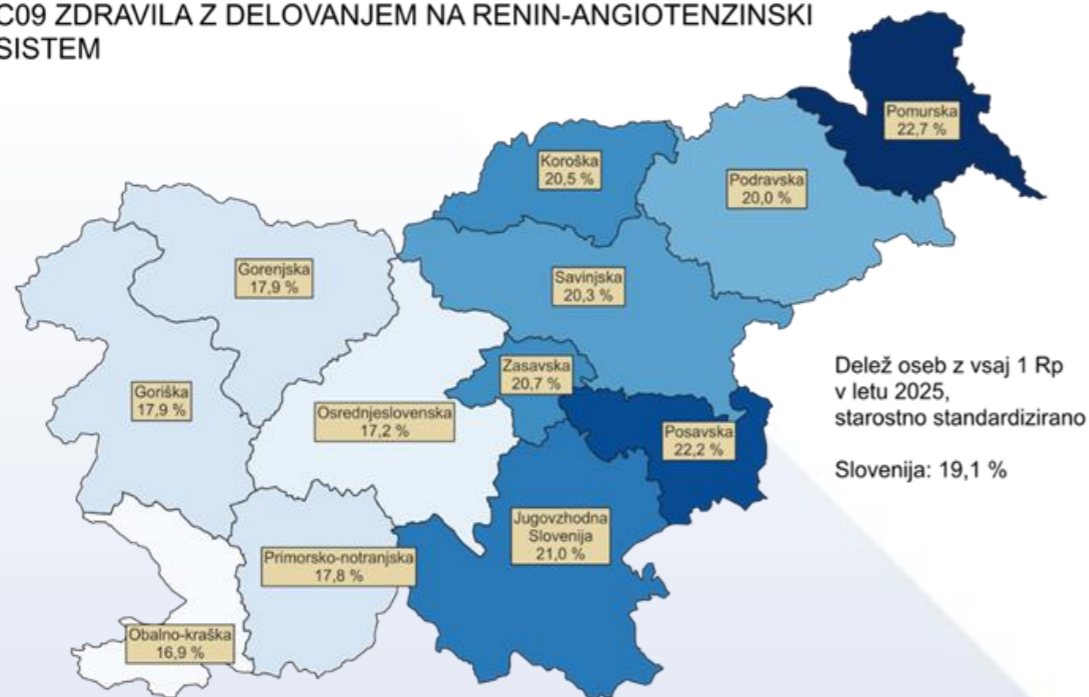 C09 ZDRAVILA Z DELOVANJEM NA RENIN-ANGIOTENZINSKI
SISTEM
Pomurska
22,7 %
Koroška
20,5 %
Podravska
20,0 %
Gorenjska
17,9 %
Savinjska
20,3 %
Zasavska
20,7 %
Goriška
17,9 %
Osrednjeslovenska
17,2 %
Posavska
22,2 %
Jugovzhodna
Slovenija
21,0 %
Primorsko-notranjska
17,8 %
Obalno-kraška
16,9 %
Delež oseb z vsaj 1 Rp
v letu 2025,
starostno standardizirano
Slovenija: 19,1 %